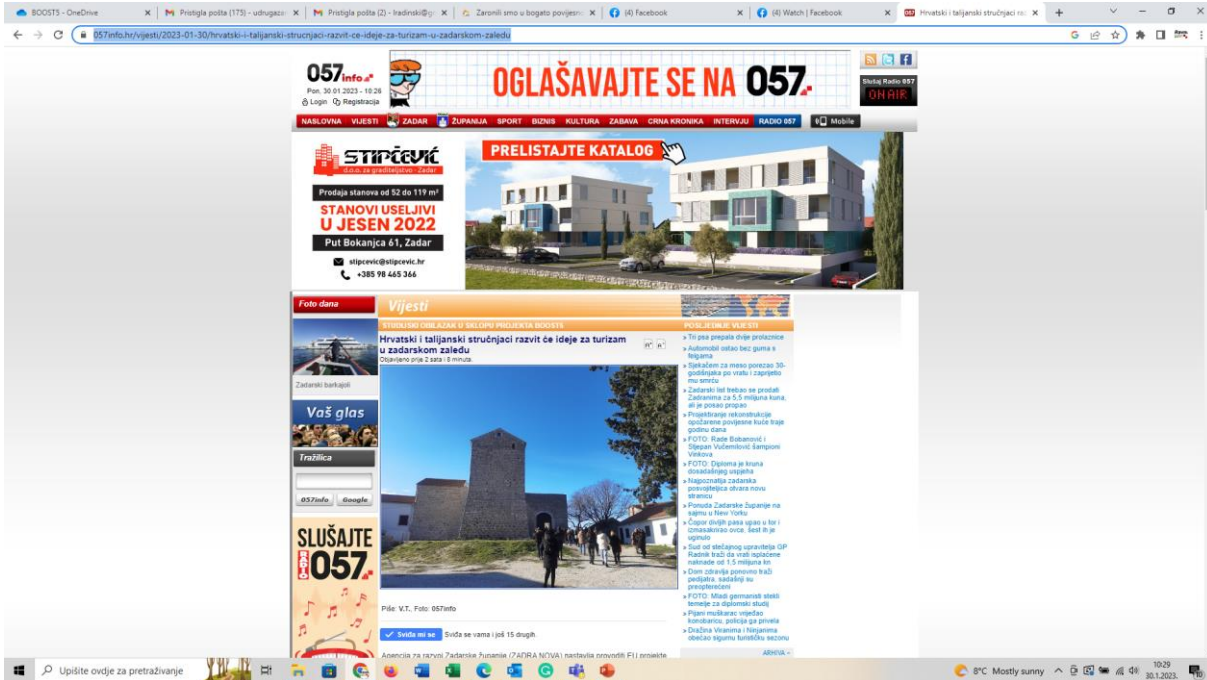 BOOST5 - OneDrive
Pristigla pošta (175) - udrugaza
Pristigla pošta (2) - lradinski@g
Zaronili smo u bogato povijesn
(4) Facebook
(4) Watch | Facebook
Hrvatski i talijanski stručnjaci raz
057info.hr/vijesti/2023-01-30/hrvatski-i-talijanski-strucnjaci-razvit-ce-ideje-za-turizam-u-zadarskom-zaledu
057info
Pon, 30.01.2023 - 10:26
Login Registracija
OGLAŠAVAJTE SE NA 057
Slušaj Radio 057
ON AIR
NASLOVNA VIJESTI ZADAR ŽUPANIJA SPORT BIZNIS KULTURA ZABAVA CRNA KRONIKA INTERVJU RADIO 057 Mobile
STIPČEVIĆ
d.o.o. za graditeljstvo - Zadar
Prodaja stanova
od 52 do 119 m²
STANOVI USELJIVI
U JESEN 2022
Put Bokanjca 61, Zadar
stipcevic@stipcevic.hr
+385 98 465 366
PRELISTAJTE KATALOG
Foto dana
Zadarski barkajoli
Vaš glas
Tražilica
057info Google
SLUŠAJTE
RADIO 057
Vijesti
STUDIJSKI OBILAZAK U SKLOPU PROJEKTA BOOST5
Hrvatski i talijanski stručnjaci razvit će ideje za turizam
u zadarskom zaleđu
Objavljeno prije 2 sata i 8 minuta
Piše: V.T. Foto: 057info
Sviđa mi se Sviđa se vama i još 15 drugih.
Agencija za razvoj Zadarske županije (ZADRA NOVA) nastavlja provoditi EU projekte
POSLJEDNJE VIJESTI
» Tri psa prepala dvije prolaznice
» Automobil ostao bez guma s
felgama
» Sjekačem za meso porezao 30-
godišnjaka po vratu i zaprijetio
mu smrću
» Zadarski list trebao se prodati
Zadranima za 5,5 milijuna kuna,
ali je posao propao
» Projektiranje rekonstrukcije
opožarene povijesne kuće traje
godinu dana
» FOTO: Rade Bobanović i
Stjepan Vučemilović šampioni
Vinkova
» FOTO: Diploma je kruna
dosadašnjeg uspjeha
» Najpoznatija zadarska
posvojiteljica otvara novu
stranicu
» Ponuda Zadarske županije na
sajmu u New Yorku
» Čopor divljih pasa upao u tor i
izmasakrirao ovce, šest ih je
uginulo
» Sud od stečajnog upravitelja GP
Radnik traži da vrati isplaćene
naknade od 1,5 milijuna kn
» Dom zdravlja ponovno traži
pedijatra, sadašnji su
preopterećeni
» FOTO: Mladi germanisti stekli
temelje za diplomski studij
» Pijani muškarac vrijeđao
konobaricu, policija ga privela
» Dražina Viranima i Ninjanima
obećao sigurnu turističku sezonu
ARHIVA
Upišite ovdje za pretraživanje
8°C Mostly sunny
10:29
30.1.2023.